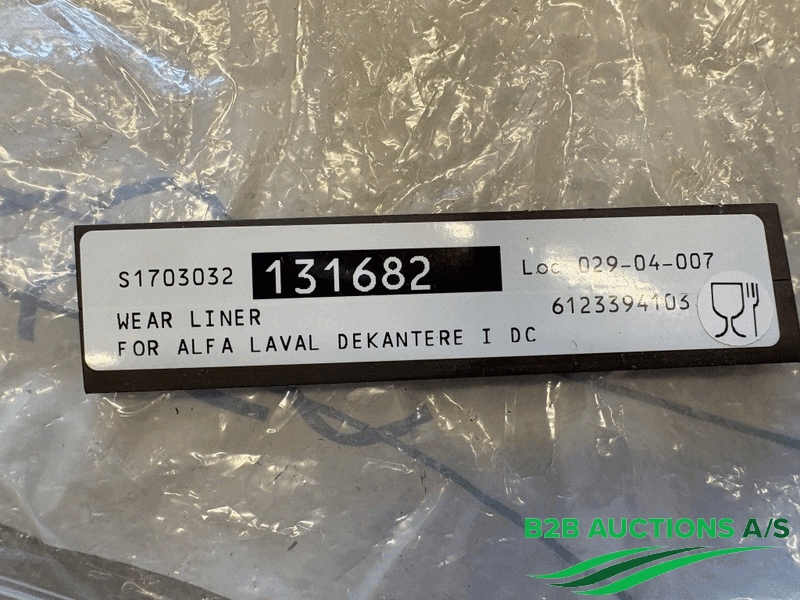 S1703032 131682 Loc 029-04-007
6123394103
WEAR LINER
FOR ALFA LAVAL DEKANTERE I DC
B2B AUCTIONS A/S